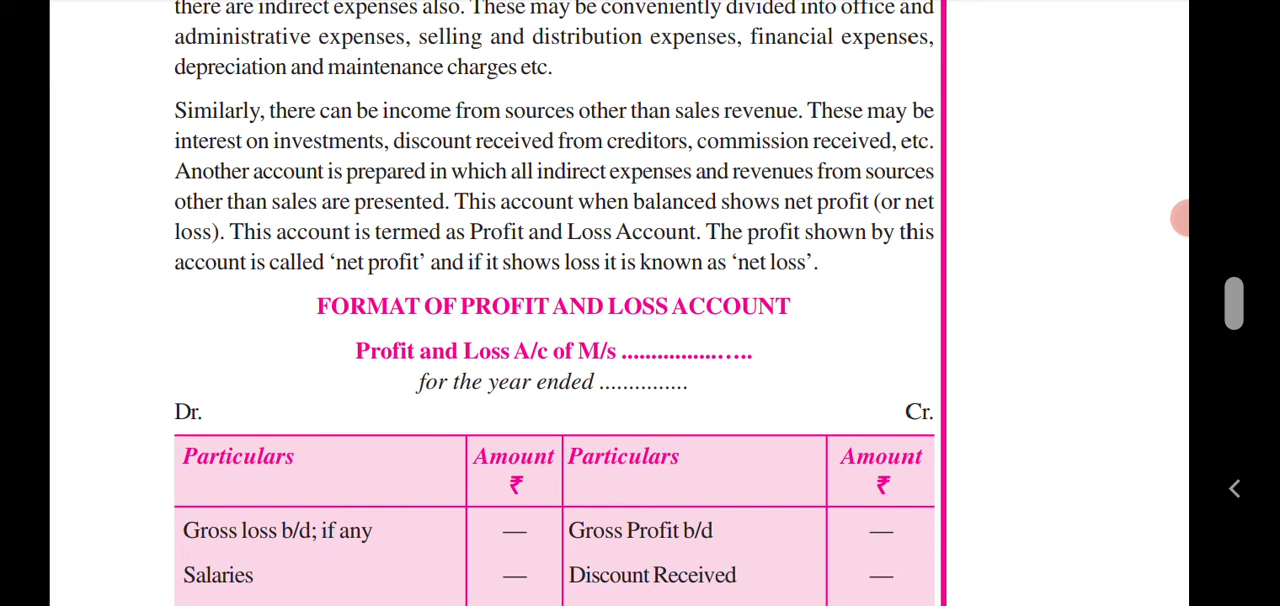 there are indirect expenses also. These may be conveniently divided into office and
administrative expenses, selling and distribution expenses, financial expenses,
depreciation and maintenance charges etc.
Similarly, there can be income from sources other than sales revenue. These may be
interest on investments, discount received from creditors, commission received, etc.
Another account is prepared in which all indirect expenses and revenues from sources
other than sales are presented. This account when balanced shows net profit (or net
loss). This account is termed as Profit and Loss Account. The profit shown by this
account is called ‘net profit’ and if it shows loss it is known as ‘net loss’.
FORMAT OF PROFIT AND LOSS ACCOUNT
Profit and Loss A/c of M/s .....................
for the year ended ...............
Dr. Cr.
Particulars Amount Particulars Amount
₹ ₹
Gross loss b/d; if any — Gross Profit b/d —
Salaries — Discount Received —